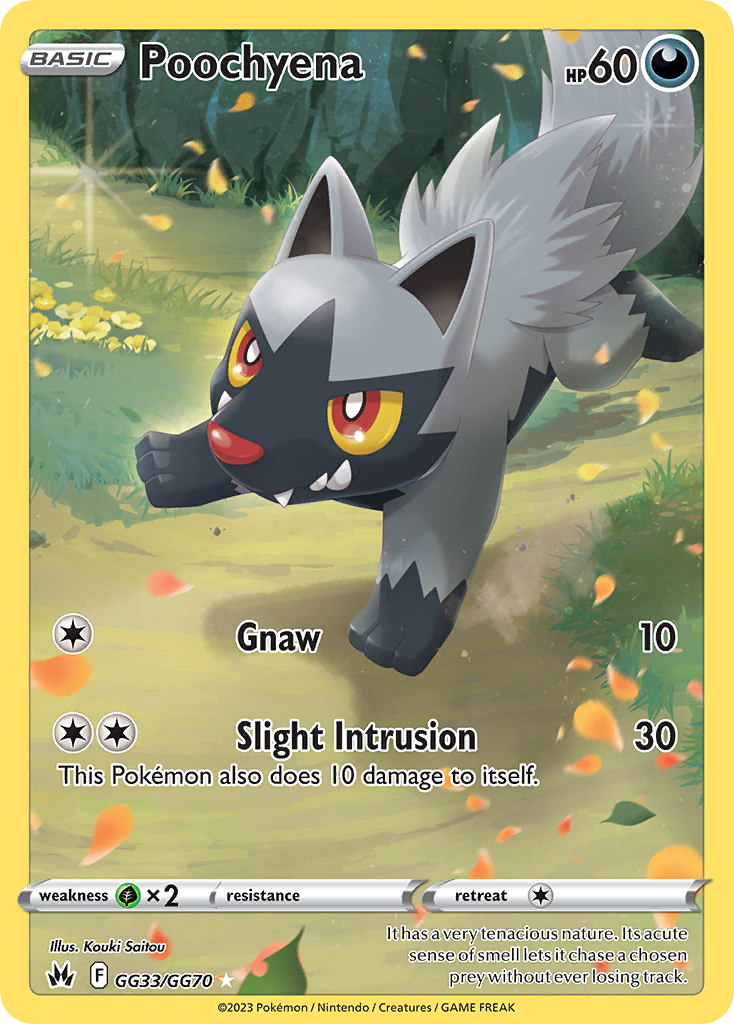 BASIC Poochyena HP 60
Gnaw 10
Slight Intrusion 30
This Pokémon also does 10 damage to itself.
weakness ×2 resistance retreat
Illus. Kouki Saitou
It has a very tenacious nature. Its acute
sense of smell lets it chase a chosen
prey without ever losing track.
F GG33/GG70
©2023 Pokémon / Nintendo / Creatures / GAME FREAK